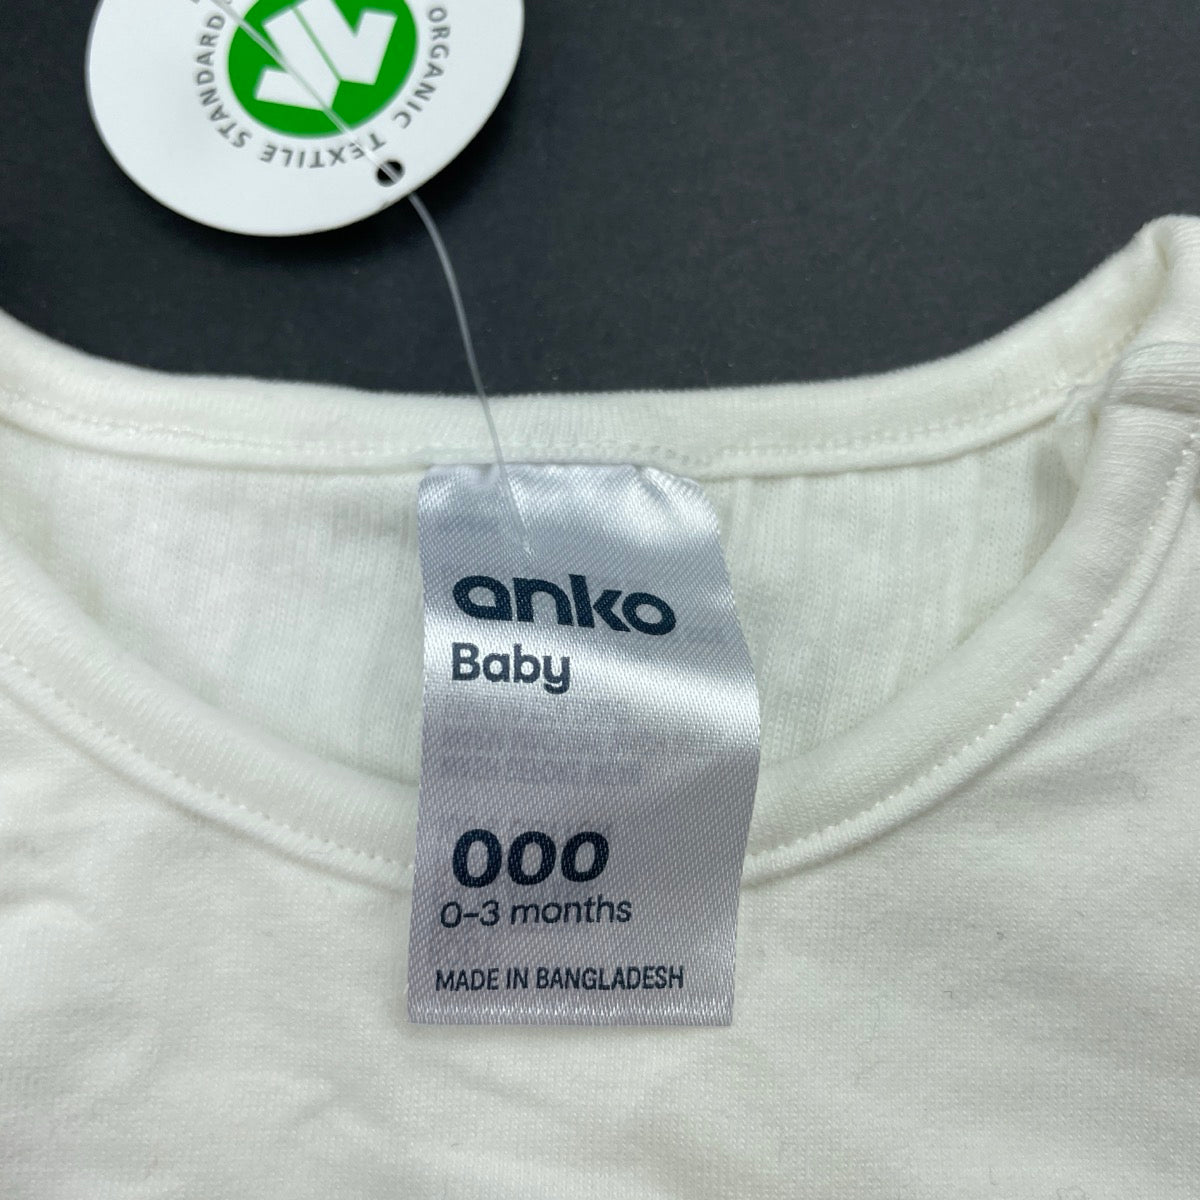 ORGANIC TEXTILE STANDARD
anko
Baby
000
0-3 months
MADE IN BANGLADESH